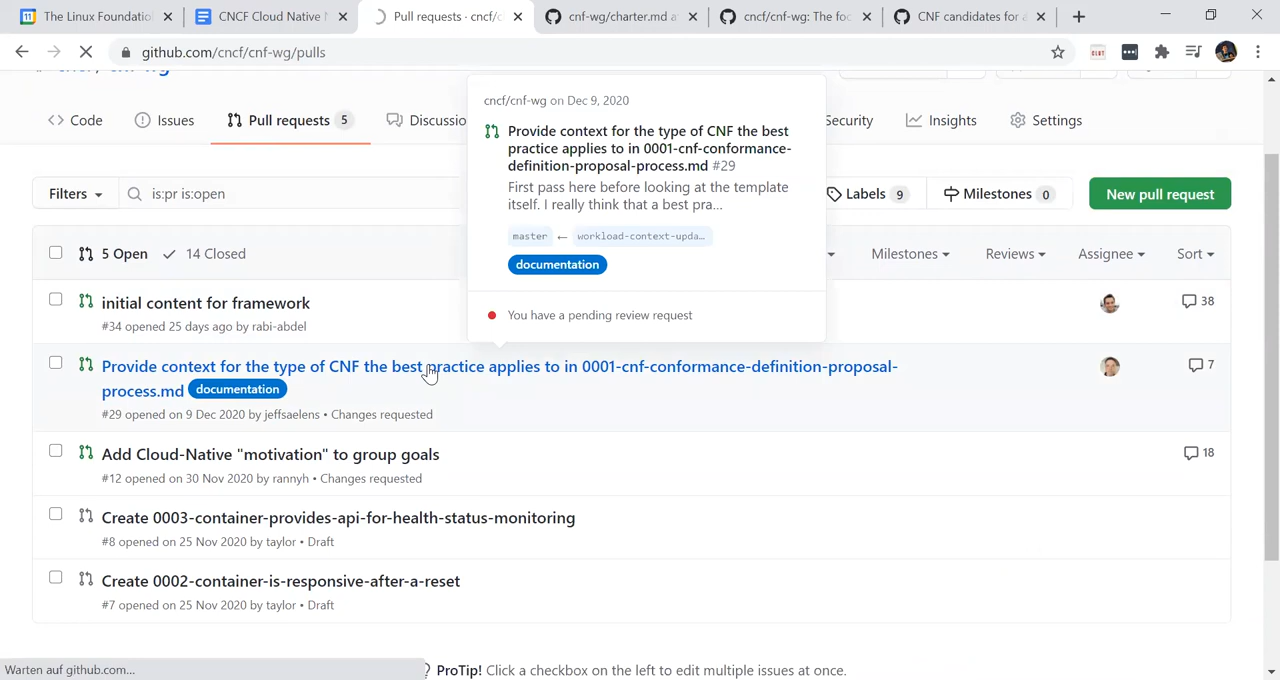 The Linux Foundatio
CNCF Cloud Native
Pull requests · cncf/c
cnf-wg/charter.md a
cncf/cnf-wg: The foc
CNF candidates for a
github.com/cncf/cnf-wg/pulls
Code
Issues
Pull requests 5
Discussio
Security
Insights
Settings
cncf/cnf-wg on Dec 9, 2020
Provide context for the type of CNF the best
practice applies to in 0001-cnf-conformance-
definition-proposal-process.md #29
First pass here before looking at the template
itself. I really think that a best pra...
master ← workload-context-upda…
documentation
You have a pending review request
Filters
is:pr is:open
Labels 9
Milestones 0
New pull request
5 Open
14 Closed
Milestones
Reviews
Assignee
Sort
initial content for framework
38
#34 opened 25 days ago by rabi-abdel
Provide context for the type of CNF the best practice applies to in 0001-cnf-conformance-definition-proposal-
process.md documentation
7
#29 opened on 9 Dec 2020 by jeffsaelens • Changes requested
Add Cloud-Native "motivation" to group goals
18
#12 opened on 30 Nov 2020 by rannyh • Changes requested
Create 0003-container-provides-api-for-health-status-monitoring
#8 opened on 25 Nov 2020 by taylor • Draft
Create 0002-container-is-responsive-after-a-reset
#7 opened on 25 Nov 2020 by taylor • Draft
Warten auf github.com...
ProTip! Click a checkbox on the left to edit multiple issues at once.